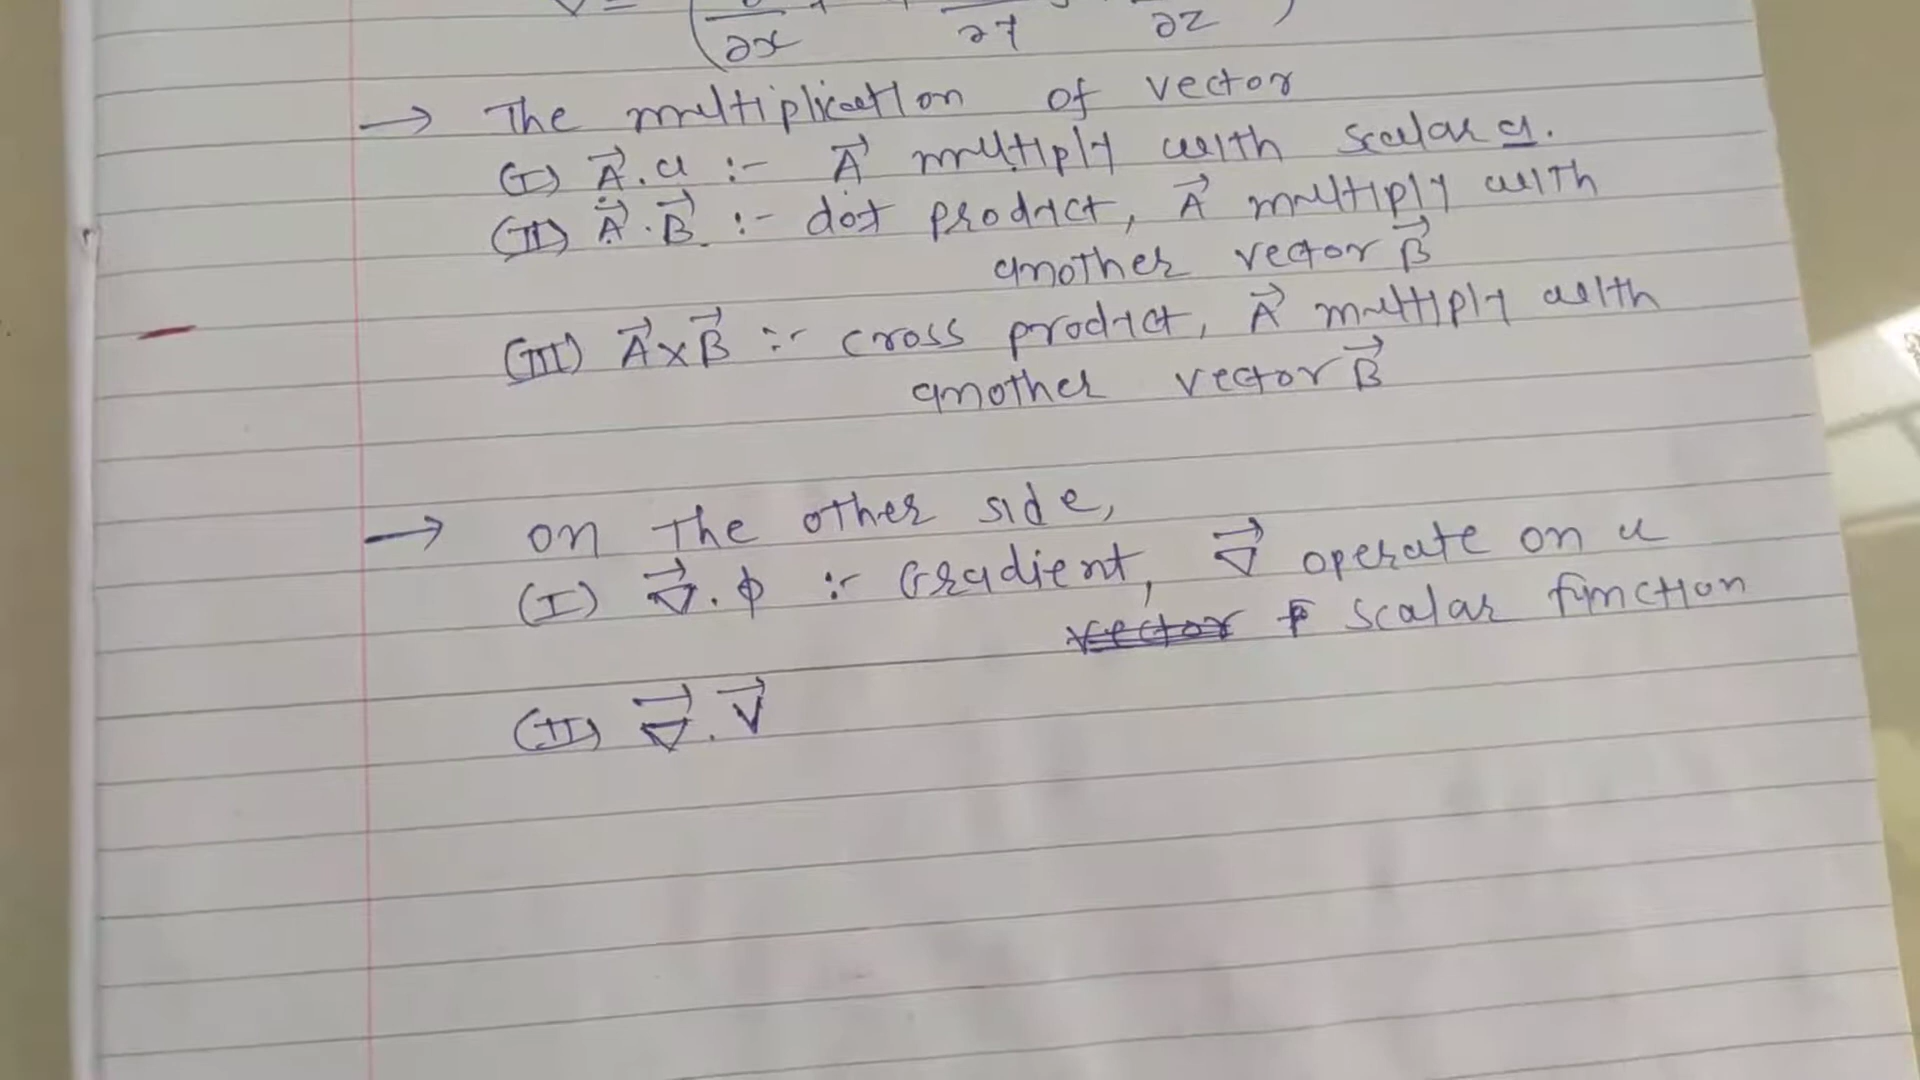 ∂x ∂y ∂z
→ The multiplication of vector
(I) A⃗.a :- A⃗ multiply with scalar a.
(II) A⃗.B⃗ :- dot product, A⃗ multiply with
another vector B⃗
(III) A⃗×B⃗ :- cross product, A⃗ multiply with
another vector B⃗
→ on the other side,
(I) ∇⃗.ϕ :- Gradient, ∇⃗ operate on a
scalar function
(II) ∇⃗.V⃗